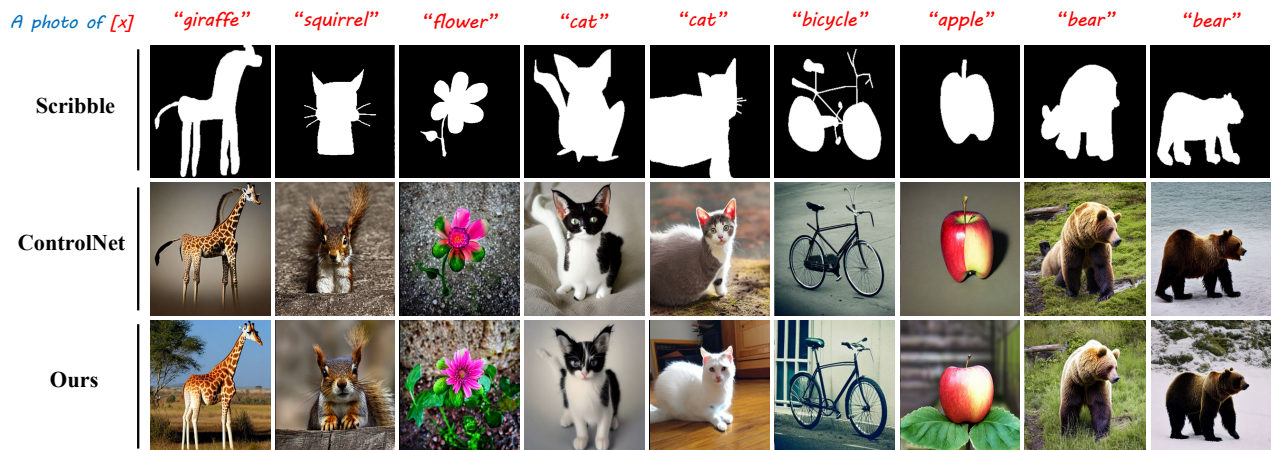 A photo of [x] “giraffe” “squirrel” “flower” “cat” “cat” “bicycle” “apple” “bear” “bear”
Scribble
ControlNet
Ours